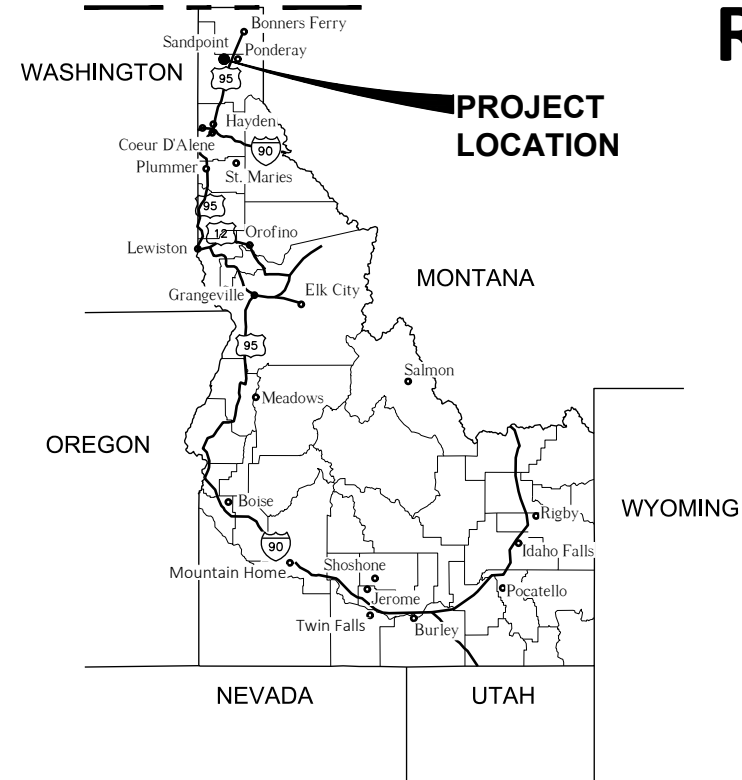 R
Bonners Ferry
Sandpoint
Ponderay
WASHINGTON
95
PROJECT
LOCATION
Hayden
Coeur D'Alene
90
Plummer
St. Maries
95
12
Orofino
Lewiston
MONTANA
Grangeville
Elk City
95
Salmon
Meadows
OREGON
Boise
WYOMING
Rigby
90
Idaho Falls
Mountain Home
Shoshone
Jerome
Pocatello
Twin Falls
Burley
NEVADA
UTAH